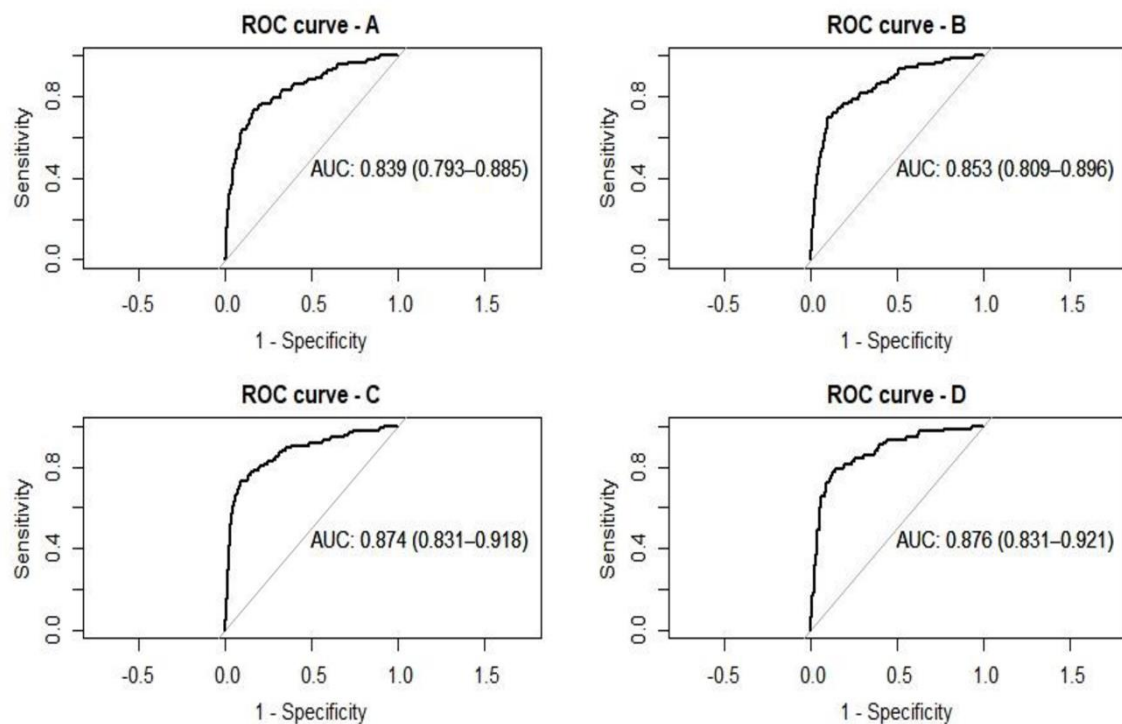 ROC curve - A
Sensitivity
0.0 0.4 0.8
AUC: 0.839 (0.793–0.885)
-0.5 0.0 0.5 1.0 1.5
1 - Specificity
ROC curve - B
Sensitivity
0.0 0.4 0.8
AUC: 0.853 (0.809–0.896)
-0.5 0.0 0.5 1.0 1.5
1 - Specificity
ROC curve - C
Sensitivity
0.0 0.4 0.8
AUC: 0.874 (0.831–0.918)
-0.5 0.0 0.5 1.0 1.5
1 - Specificity
ROC curve - D
Sensitivity
0.0 0.4 0.8
AUC: 0.876 (0.831–0.921)
-0.5 0.0 0.5 1.0 1.5
1 - Specificity